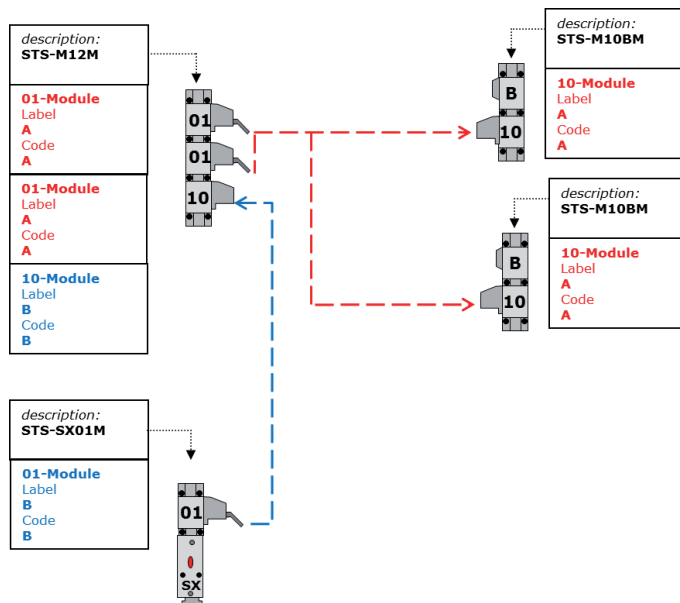 description:
STS-M12M
01-Module
Label
A
Code
A
01-Module
Label
A
Code
A
10-Module
Label
B
Code
B
01
01
10
description:
STS-M10BM
10-Module
Label
A
Code
A
B
10
description:
STS-M10BM
10-Module
Label
A
Code
A
B
10
description:
STS-SX01M
01-Module
Label
B
Code
B
01
SX